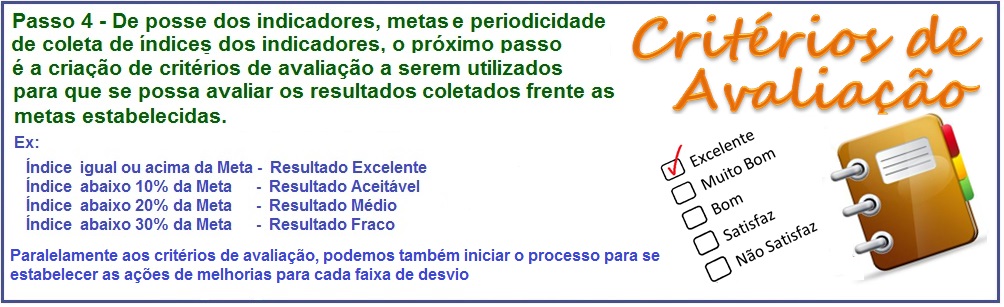 Passo 4 - De posse dos indicadores, metas e periodicidade
de coleta de índices dos indicadores, o próximo passo
é a criação de critérios de avaliação a serem utilizados
para que se possa avaliar os resultados coletados frente as
metas estabelecidas.
Ex:
Índice igual ou acima da Meta - Resultado Excelente
Índice abaixo 10% da Meta - Resultado Aceitável
Índice abaixo 20% da Meta - Resultado Médio
Índice abaixo 30% da Meta - Resultado Fraco
Paralelamente aos critérios de avaliação, podemos também iniciar o processo para se
estabelecer as ações de melhorias para cada faixa de desvio
Critérios de
Avaliação
Excelente
Muito Bom
Bom
Satisfaz
Não Satisfaz